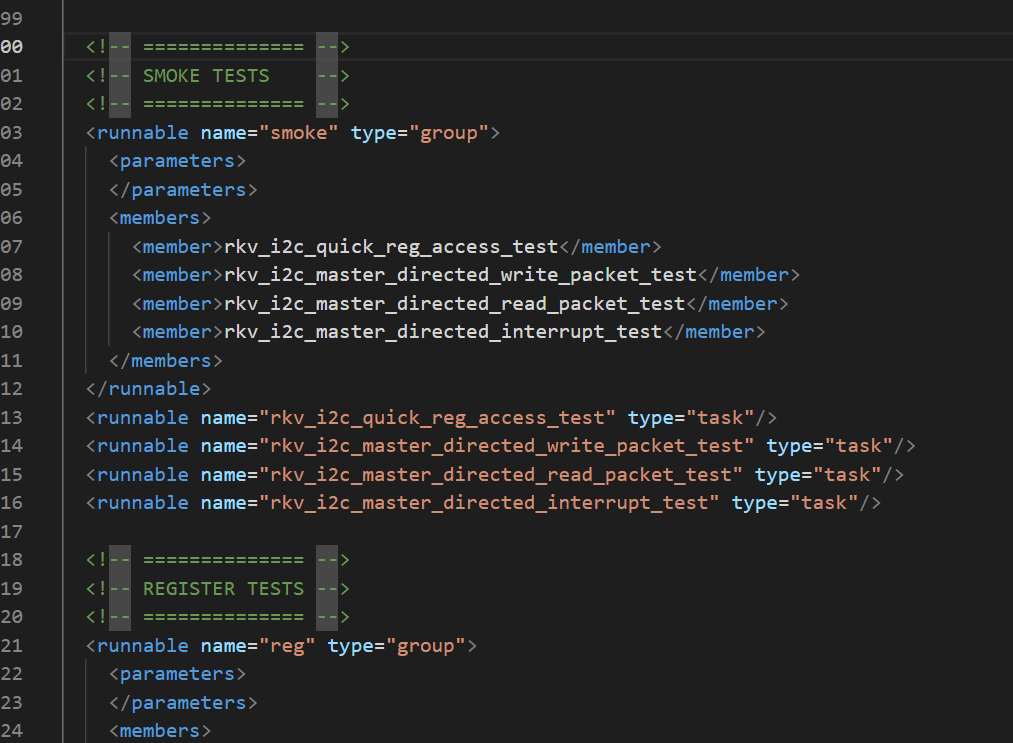 99
00 <!-- ============== -->
01 <!-- SMOKE TESTS    -->
02 <!-- ============== -->
03 <runnable name="smoke" type="group">
04   <parameters>
05   </parameters>
06   <members>
07     <member>rkv_i2c_quick_reg_access_test</member>
08     <member>rkv_i2c_master_directed_write_packet_test</member>
09     <member>rkv_i2c_master_directed_read_packet_test</member>
10     <member>rkv_i2c_master_directed_interrupt_test</member>
11   </members>
12 </runnable>
13 <runnable name="rkv_i2c_quick_reg_access_test" type="task"/>
14 <runnable name="rkv_i2c_master_directed_write_packet_test" type="task"/>
15 <runnable name="rkv_i2c_master_directed_read_packet_test" type="task"/>
16 <runnable name="rkv_i2c_master_directed_interrupt_test" type="task"/>
17
18 <!-- ============== -->
19 <!-- REGISTER TESTS -->
20 <!-- ============== -->
21 <runnable name="reg" type="group">
22   <parameters>
23   </parameters>
24   <members>